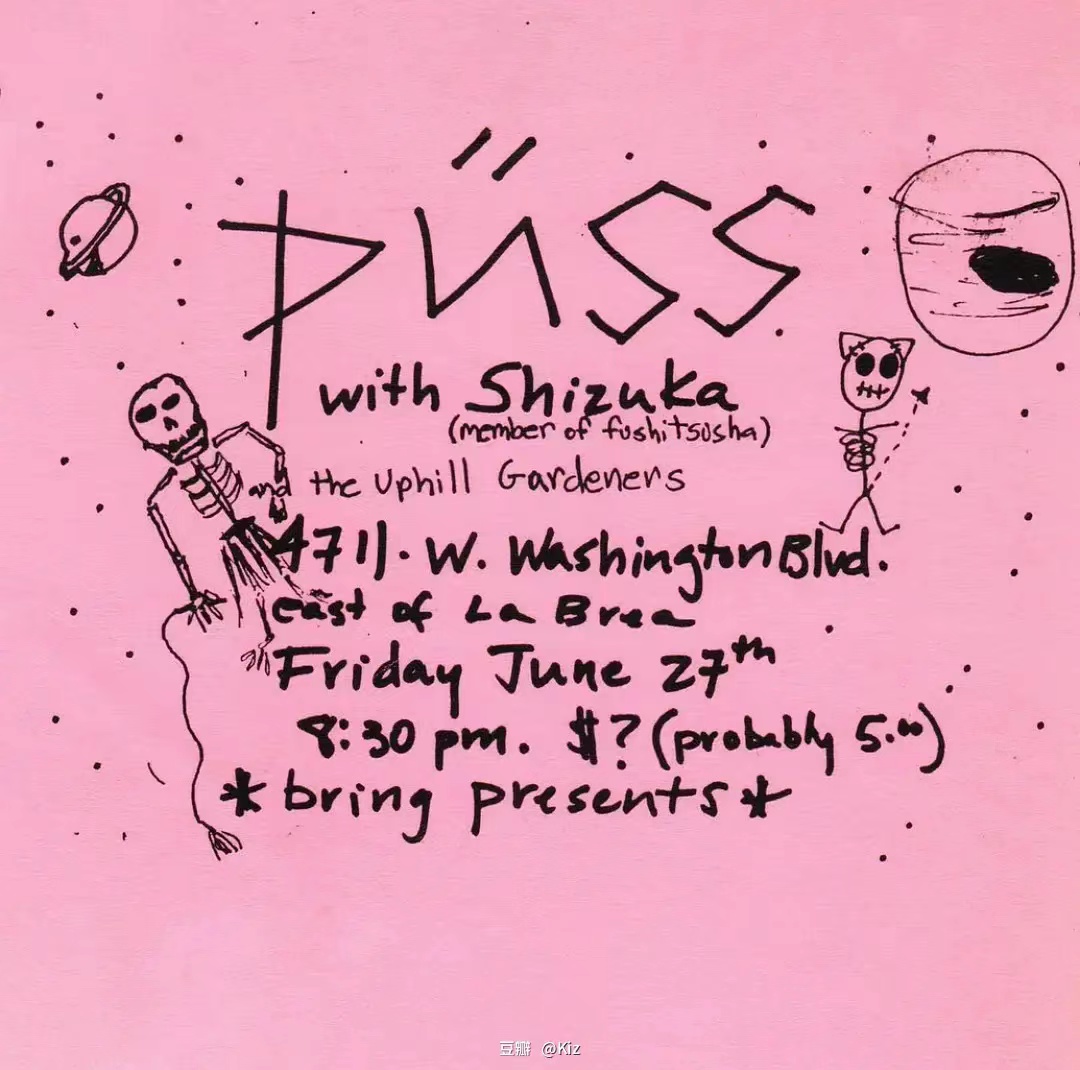 püss
with Shizuka
(member of fushitsusha)
and the Uphill Gardeners
4711. W. Washington Blvd.
east of La Brea
Friday June 27th
8:30 pm. $? (probably 5.00)
*bring presents*
豆瓣 @Kiz